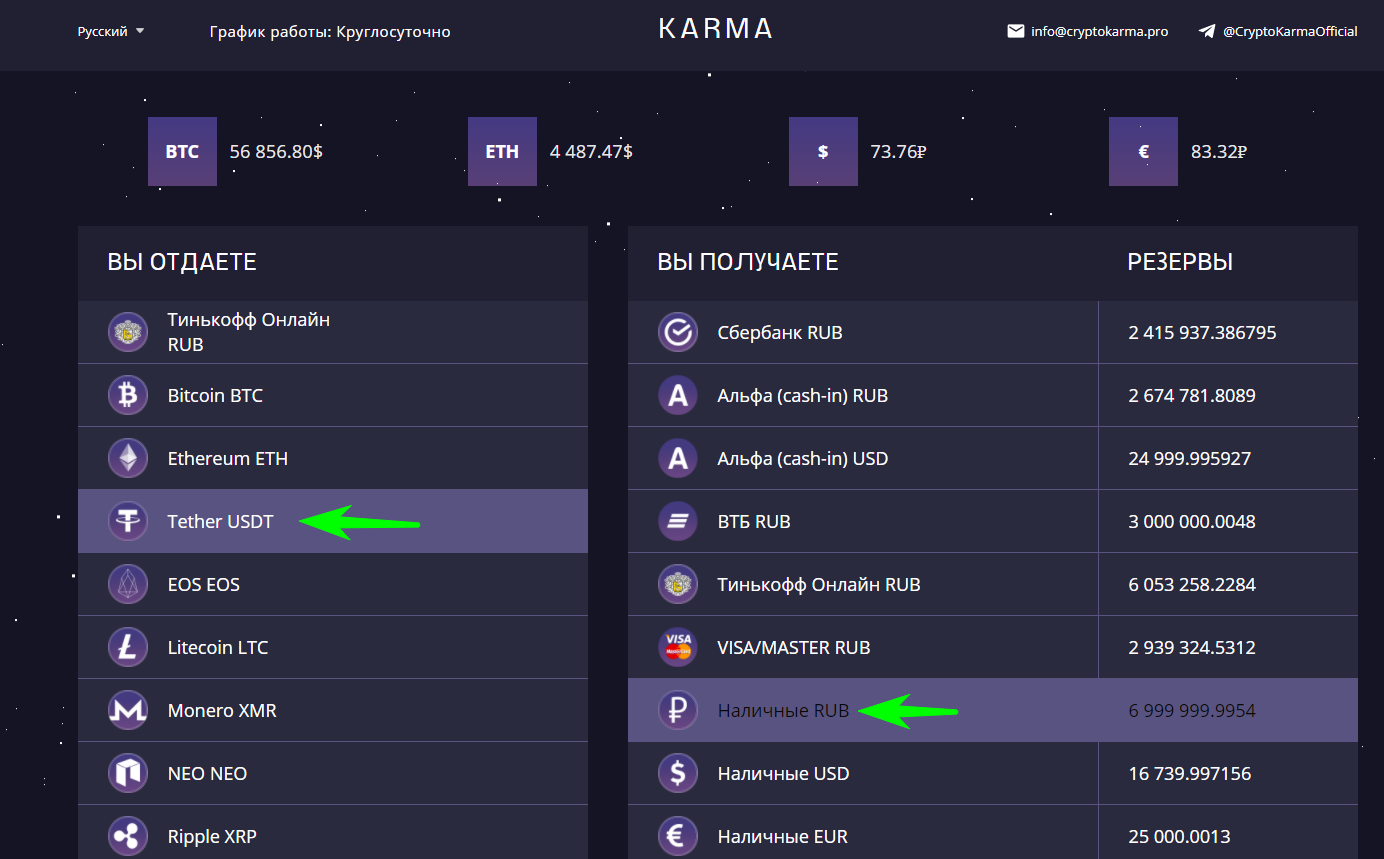 Русский
График работы: Круглосуточно
KARMA
info@cryptokarma.pro
@CryptoKarmaOfficial
BTC 56 856.80$
ETH 4 487.47$
$ 73.76₽
€ 83.32₽
ВЫ ОТДАЕТЕ
Тинькофф Онлайн
RUB
Bitcoin BTC
Ethereum ETH
Tether USDT
EOS EOS
Litecoin LTC
Monero XMR
NEO NEO
Ripple XRP
ВЫ ПОЛУЧАЕТЕ РЕЗЕРВЫ
Сбербанк RUB 2 415 937.386795
Альфа (cash-in) RUB 2 674 781.8089
Альфа (cash-in) USD 24 999.995927
ВТБ RUB 3 000 000.0048
Тинькофф Онлайн RUB 6 053 258.2284
VISA
VISA/MASTER RUB 2 939 324.5312
Наличные RUB 6 999 999.9954
Наличные USD 16 739.997156
Наличные EUR 25 000.0013